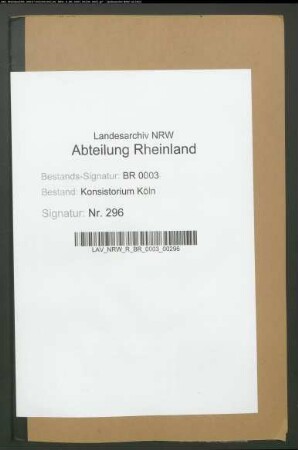 Landesarchiv NRW
Abteilung Rheinland
Bestands-Signatur: BR 0003
Bestand: Konsistorium Köln
Signatur: Nr. 296
LAV_NRW_R_BR_0003_00296